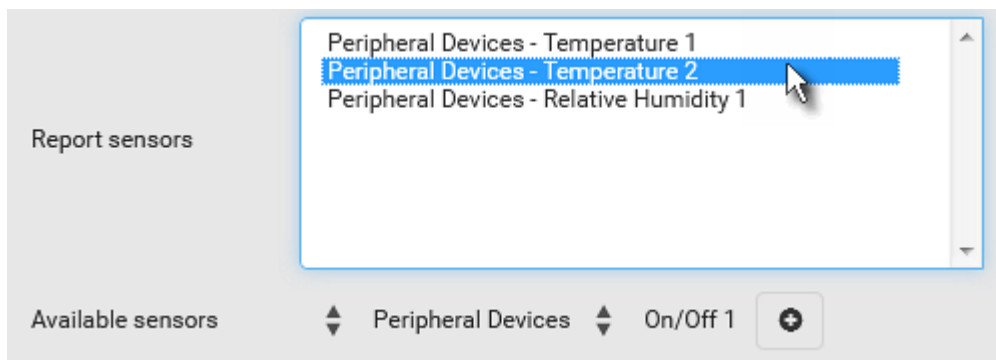 Peripheral Devices - Temperature 1
Peripheral Devices - Temperature 2
Peripheral Devices - Relative Humidity 1
Report sensors
Available sensors Peripheral Devices On/Off 1